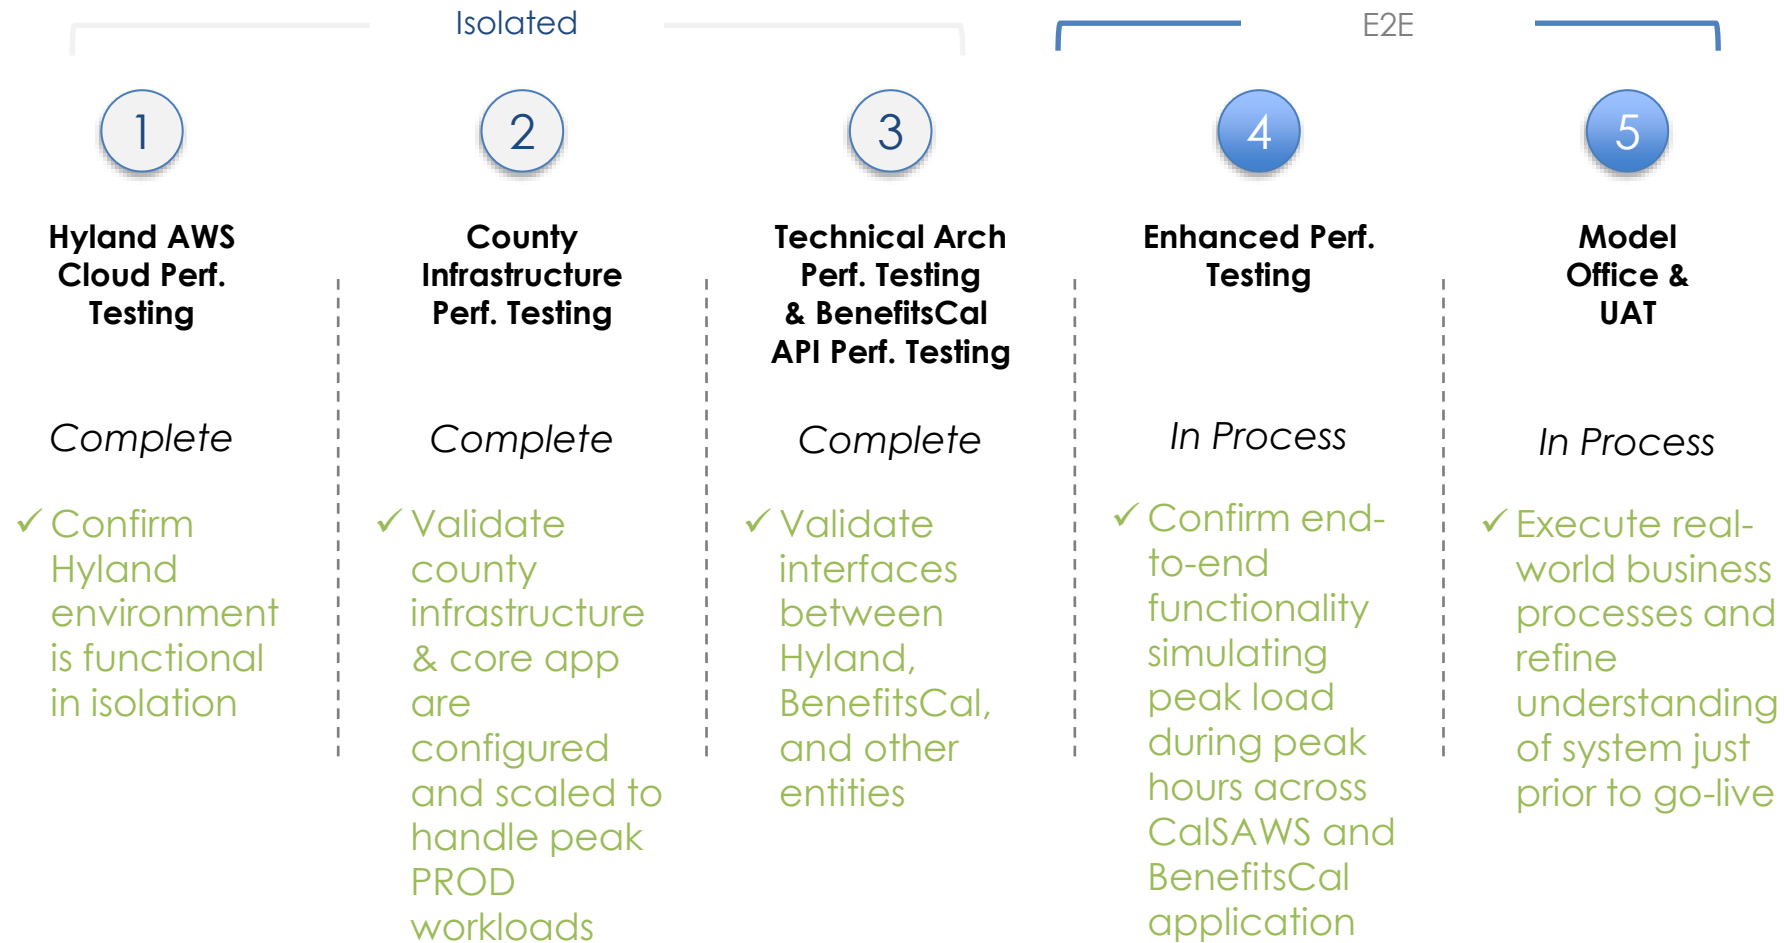 Isolated
E2E
1
2
3
4
5
Hyland AWS
Cloud Perf.
Testing
County
Infrastructure
Perf. Testing
Technical Arch
Perf. Testing
& BenefitsCal
API Perf. Testing
Enhanced Perf.
Testing
Model
Office &
UAT
Complete
Complete
Complete
In Process
In Process
✓ Confirm
Hyland
environment
is functional
in isolation
✓ Validate
county
infrastructure
& core app
are
configured
and scaled to
handle peak
PROD
workloads
✓ Validate
interfaces
between
Hyland,
BenefitsCal,
and other
entities
✓ Confirm end-
to-end
functionality
simulating
peak load
during peak
hours across
CalSAWS and
BenefitsCal
application
✓ Execute real-
world business
processes and
refine
understanding
of system just
prior to go-live